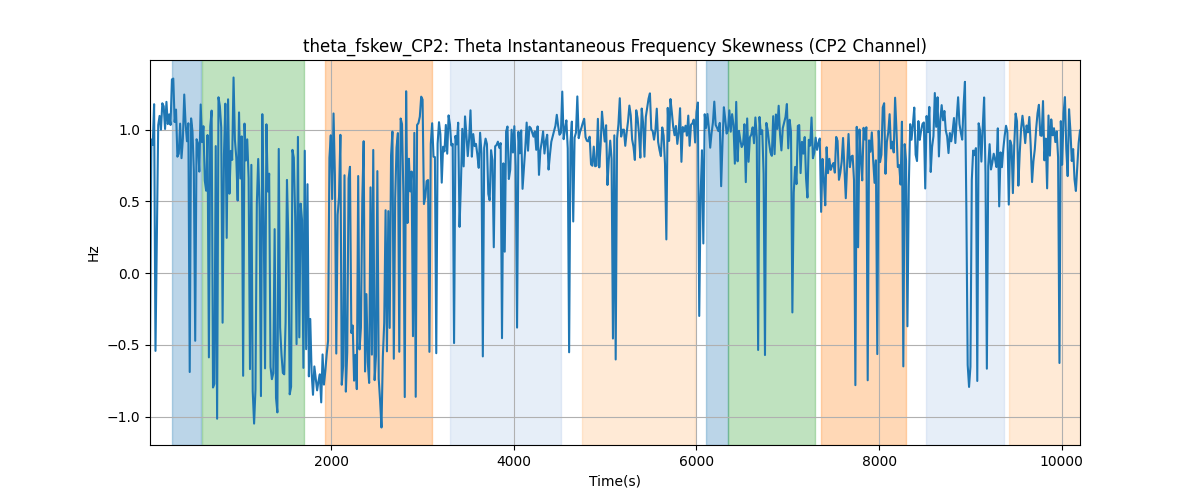 theta_fskew_CP2: Theta Instantaneous Frequency Skewness (CP2 Channel)
1.0
0.5
0.0
−0.5
−1.0
Hz
2000 4000 6000 8000 10000
Time(s)